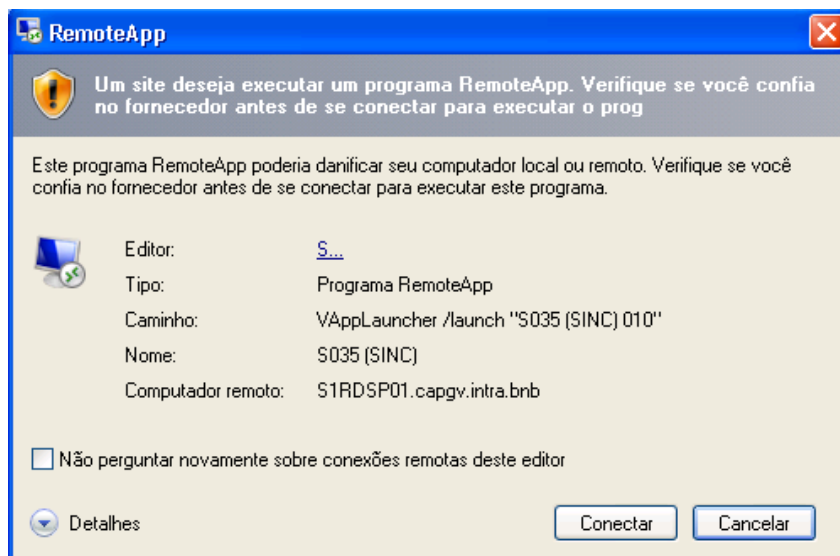 RemoteApp
Um site deseja executar um programa RemoteApp. Verifique se você confia
no fornecedor antes de se conectar para executar o prog
Este programa RemoteApp poderia danificar seu computador local ou remoto. Verifique se você
confia no fornecedor antes de se conectar para executar este programa.
Editor: S...
Tipo: Programa RemoteApp
Caminho: VAppLauncher /launch "S035 (SINC) 010"
Nome: S035 (SINC)
Computador remoto: S1RDSP01.capgv.intra.bnb
Não perguntar novamente sobre conexões remotas deste editor
Detalhes Conectar Cancelar